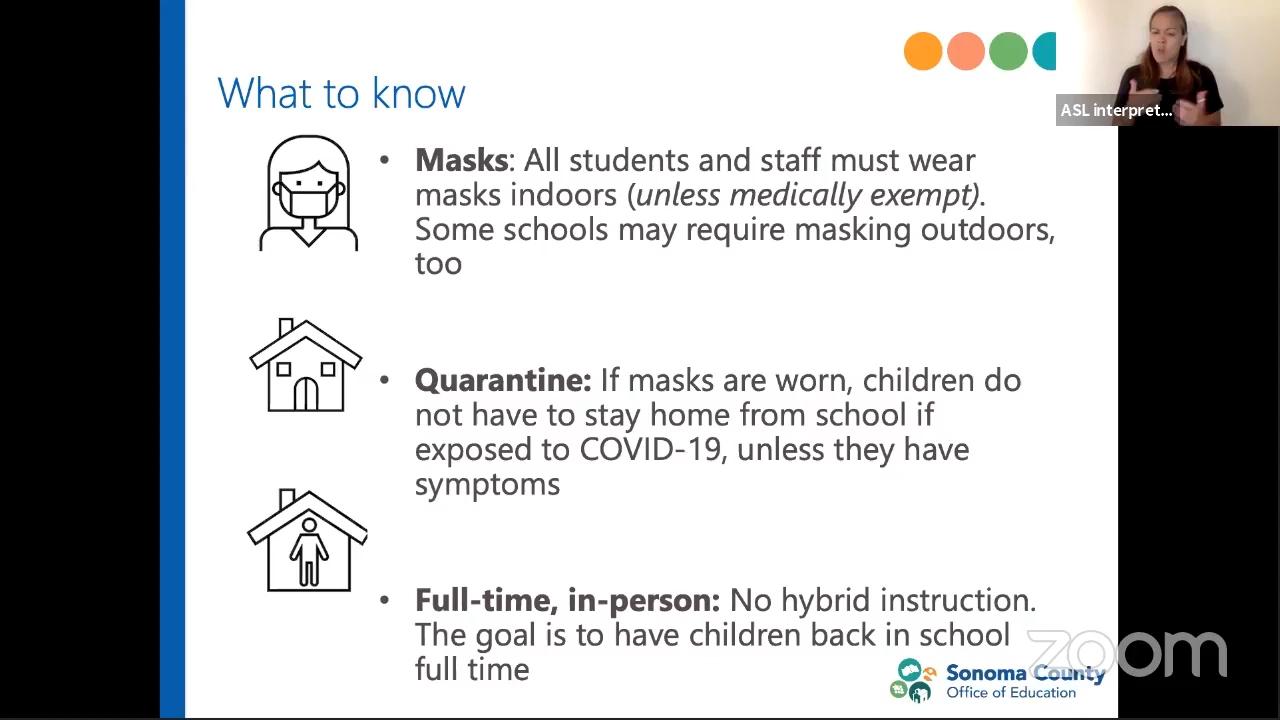 What to know
ASL interpret...
• Masks: All students and staff must wear
masks indoors (unless medically exempt).
Some schools may require masking outdoors,
too
• Quarantine: If masks are worn, children do
not have to stay home from school if
exposed to COVID-19, unless they have
symptoms
• Full-time, in-person: No hybrid instruction.
The goal is to have children back in school
full time
zoom
Sonoma County
Office of Education